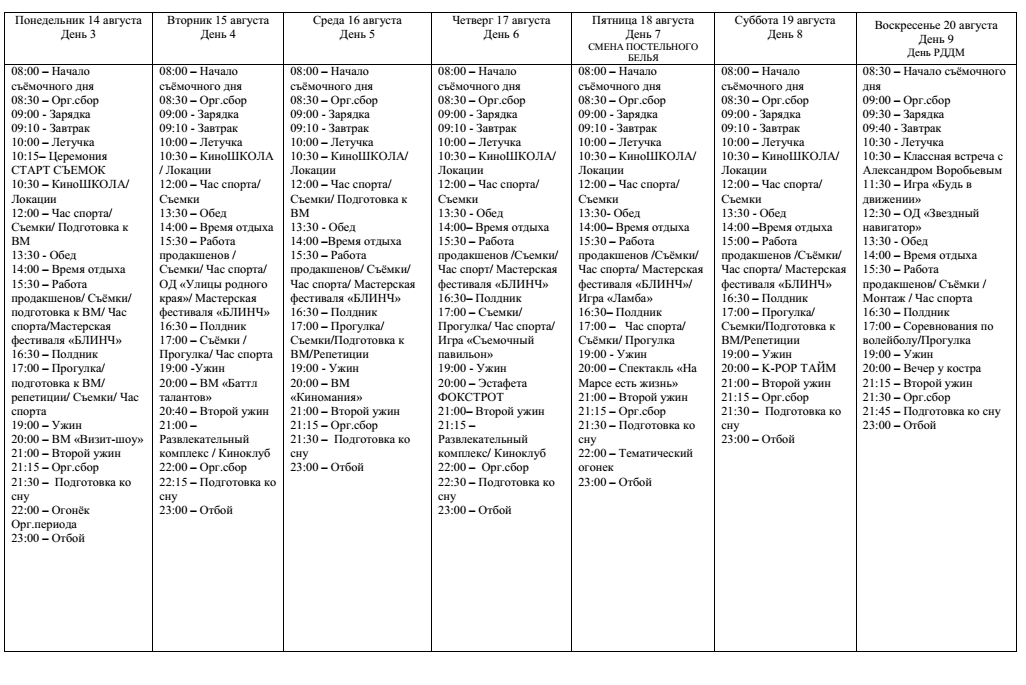 Понедельник 14 августа
День 3
08:00 – Начало
съёмочного дня
08:30 – Орг.сбор
09:00 - Зарядка
09:10 - Завтрак
10:00 – Летучка
10:15– Церемония
СТАРТ СЪЕМОК
10:30 – КиноШКОЛА/
Локации
12:00 – Час спорта/
Съемки/ Подготовка к
ВМ
13:30 - Обед
14:00 – Время отдыха
15:30 – Работа
продакшенов/ Съёмки/
подготовка к ВМ/ Час
спорта/Мастерская
фестиваля «БЛИНЧ»
16:30 – Полдник
17:00 – Прогулка/
подготовка к ВМ/
репетиции/ Съемки/ Час
спорта
19:00 – Ужин
20:00 – ВМ «Визит-шоу»
21:00 – Второй ужин
21:15 – Орг.сбор
21:30 – Подготовка ко
сну
22:00 – Огонёк
Орг.периода
23:00 – Отбой
Вторник 15 августа
День 4
08:00 – Начало
съёмочного дня
08:30 – Орг.сбор
09:00 - Зарядка
09:10 - Завтрак
10:00 – Летучка
10:30 – КиноШКОЛА
/ Локации
12:00 – Час спорта/
Съемки
13:30 – Обед
14:00 – Время отдыха
15:30 – Работа
продакшенов /
Съемки/ Час спорта/
ОД «Улицы родного
края»/ Мастерская
фестиваля «БЛИНЧ»
16:30 – Полдник
17:00 – Съёмки /
Прогулка/ Час спорта
19:00 -Ужин
20:00 – ВМ «Баттл
талантов»
20:40 – Второй ужин
21:00 –
Развлекательный
комплекс / Киноклуб
22:00 – Орг.сбор
22:15 – Подготовка ко
сну
23:00 – Отбой
Среда 16 августа
День 5
08:00 – Начало
съёмочного дня
08:30 – Орг.сбор
09:00 - Зарядка
09:10 - Завтрак
10:00 – Летучка
10:30 – КиноШКОЛА/
Локации
12:00 – Час спорта/
Съемки/ Подготовка к
ВМ
13:30 - Обед
14:00 –Время отдыха
15:30 – Работа
продакшенов/ Съёмки/
Час спорта/ Мастерская
фестиваля «БЛИНЧ»
16:30 – Полдник
17:00 – Прогулка/
Съемки/Подготовка к
ВМ/Репетиции
19:00 - Ужин
20:00 – ВМ
«Киномания»
21:00 – Второй ужин
21:15 – Орг.сбор
21:30 – Подготовка ко
сну
23:00 – Отбой
Четверг 17 августа
День 6
08:00 – Начало
съёмочного дня
08:30 – Орг.сбор
09:00 - Зарядка
09:10 - Завтрак
10:00 – Летучка
10:30 – КиноШКОЛА/
Локации
12:00 – Час спорта/
Съемки
13:30 - Обед
14:00– Время отдыха
15:30 – Работа
продакшенов /Съемки/
Час спорт/ Мастерская
фестиваля «БЛИНЧ»
16:30– Полдник
17:00 – Съемки/
Прогулка/ Час спорта/
Игра «Съемочный
павильон»
19:00 - Ужин
20:00 – Эстафета
ФОКСТРОТ
21:00– Второй ужин
21:15 –
Развлекательный
комплекс/ Киноклуб
22:00 – Орг.сбор
22:30 – Подготовка ко
сну
23:00 – Отбой
Пятница 18 августа
День 7
СМЕНА ПОСТЕЛЬНОГО
БЕЛЬЯ
08:00 – Начало
съёмочного дня
08:30 – Орг.сбор
09:00 - Зарядка
09:10 - Завтрак
10:00 – Летучка
10:30 – КиноШКОЛА/
Локации
12:00 – Час спорта/
Съемки
13:30- Обед
14:00– Время отдыха
15:30 – Работа
продакшенов /Съёмки/
Час спорта/ Мастерская
фестиваля «БЛИНЧ»/
Игра «Ламба»
16:30– Полдник
17:00 – Час спорта/
Съёмки/ Прогулка
19:00 - Ужин
20:00 – Спектакль «На
Марсе есть жизнь»
21:00 – Второй ужин
21:15 – Орг.сбор
21:30 – Подготовка ко
сну
22:00 – Тематический
огонек
23:00 – Отбой
Суббота 19 августа
День 8
08:00 – Начало
съёмочного дня
08:30 – Орг.сбор
09:00 - Зарядка
09:10 - Завтрак
10:00 – Летучка
10:30 – КиноШКОЛА/
Локации
12:00 – Час спорта/
Съемки
13:30 - Обед
14:00 –Время отдыха
15:00 – Работа
продакшенов /Съёмки/
Час спорта/ Мастерская
фестиваля «БЛИНЧ»
16:30 – Полдник
17:00 – Прогулка/
Съемки/Подготовка к
ВМ/Репетиции
19:00 – Ужин
20:00 – K-POP ТАЙМ
21:00 – Второй ужин
21:15 – Орг.сбор
21:30 – Подготовка ко
сну
23:00 – Отбой
Воскресенье 20 августа
День 9
День РДДМ
08:30 – Начало съёмочного
дня
09:00 – Орг.сбор
09:30 – Зарядка
09:40 - Завтрак
10:30 - Летучка
10:30 – Классная встреча с
Александром Воробьевым
11:30 – Игра «Будь в
движении»
12:30 – ОД «Звездный
навигатор»
13:30 - Обед
14:00 – Время отдыха
15:30 – Работа
продакшенов/ Съёмки /
Монтаж / Час спорта
16:30 – Полдник
17:00 – Соревнования по
волейболу/Прогулка
19:00 – Ужин
20:00 – Вечер у костра
21:15 – Второй ужин
21:30 – Орг.сбор
21:45 – Подготовка ко сну
23:00 – Отбой